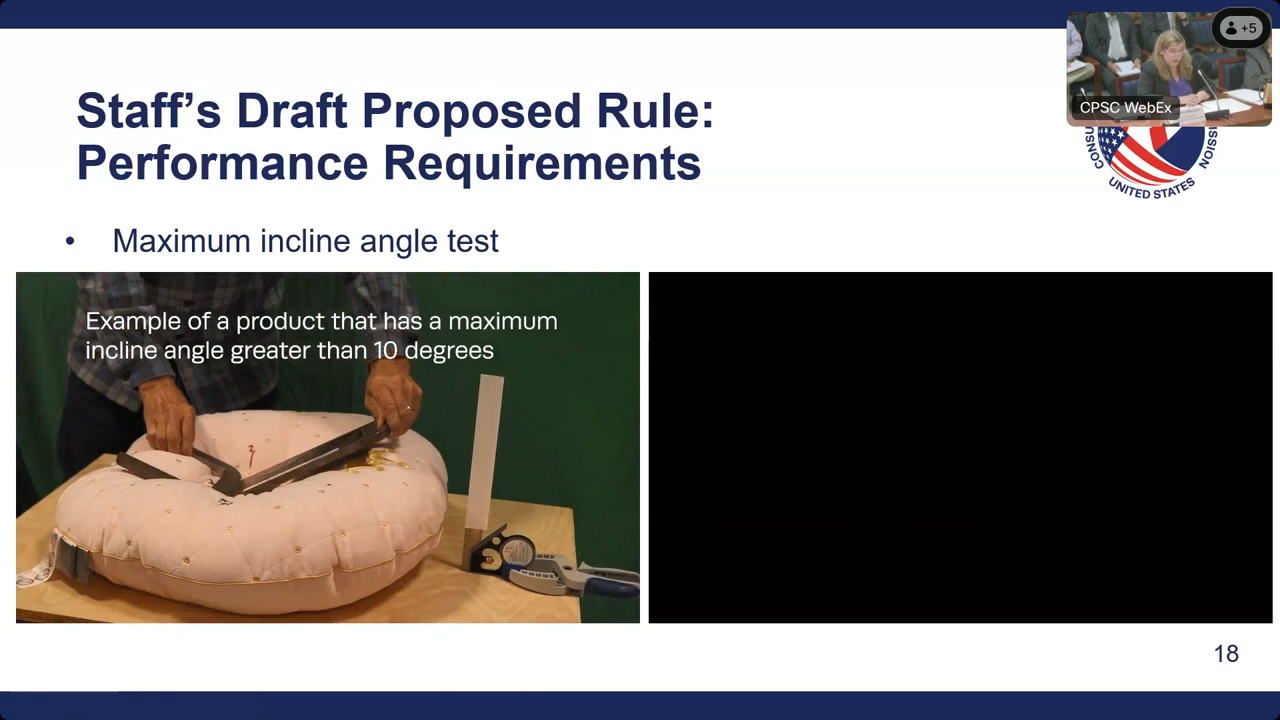 +5
CPSC WebEx
Staff's Draft Proposed Rule:
Performance Requirements
UNITED STATES
• Maximum incline angle test
Example of a product that has a maximum
incline angle greater than 10 degrees
18